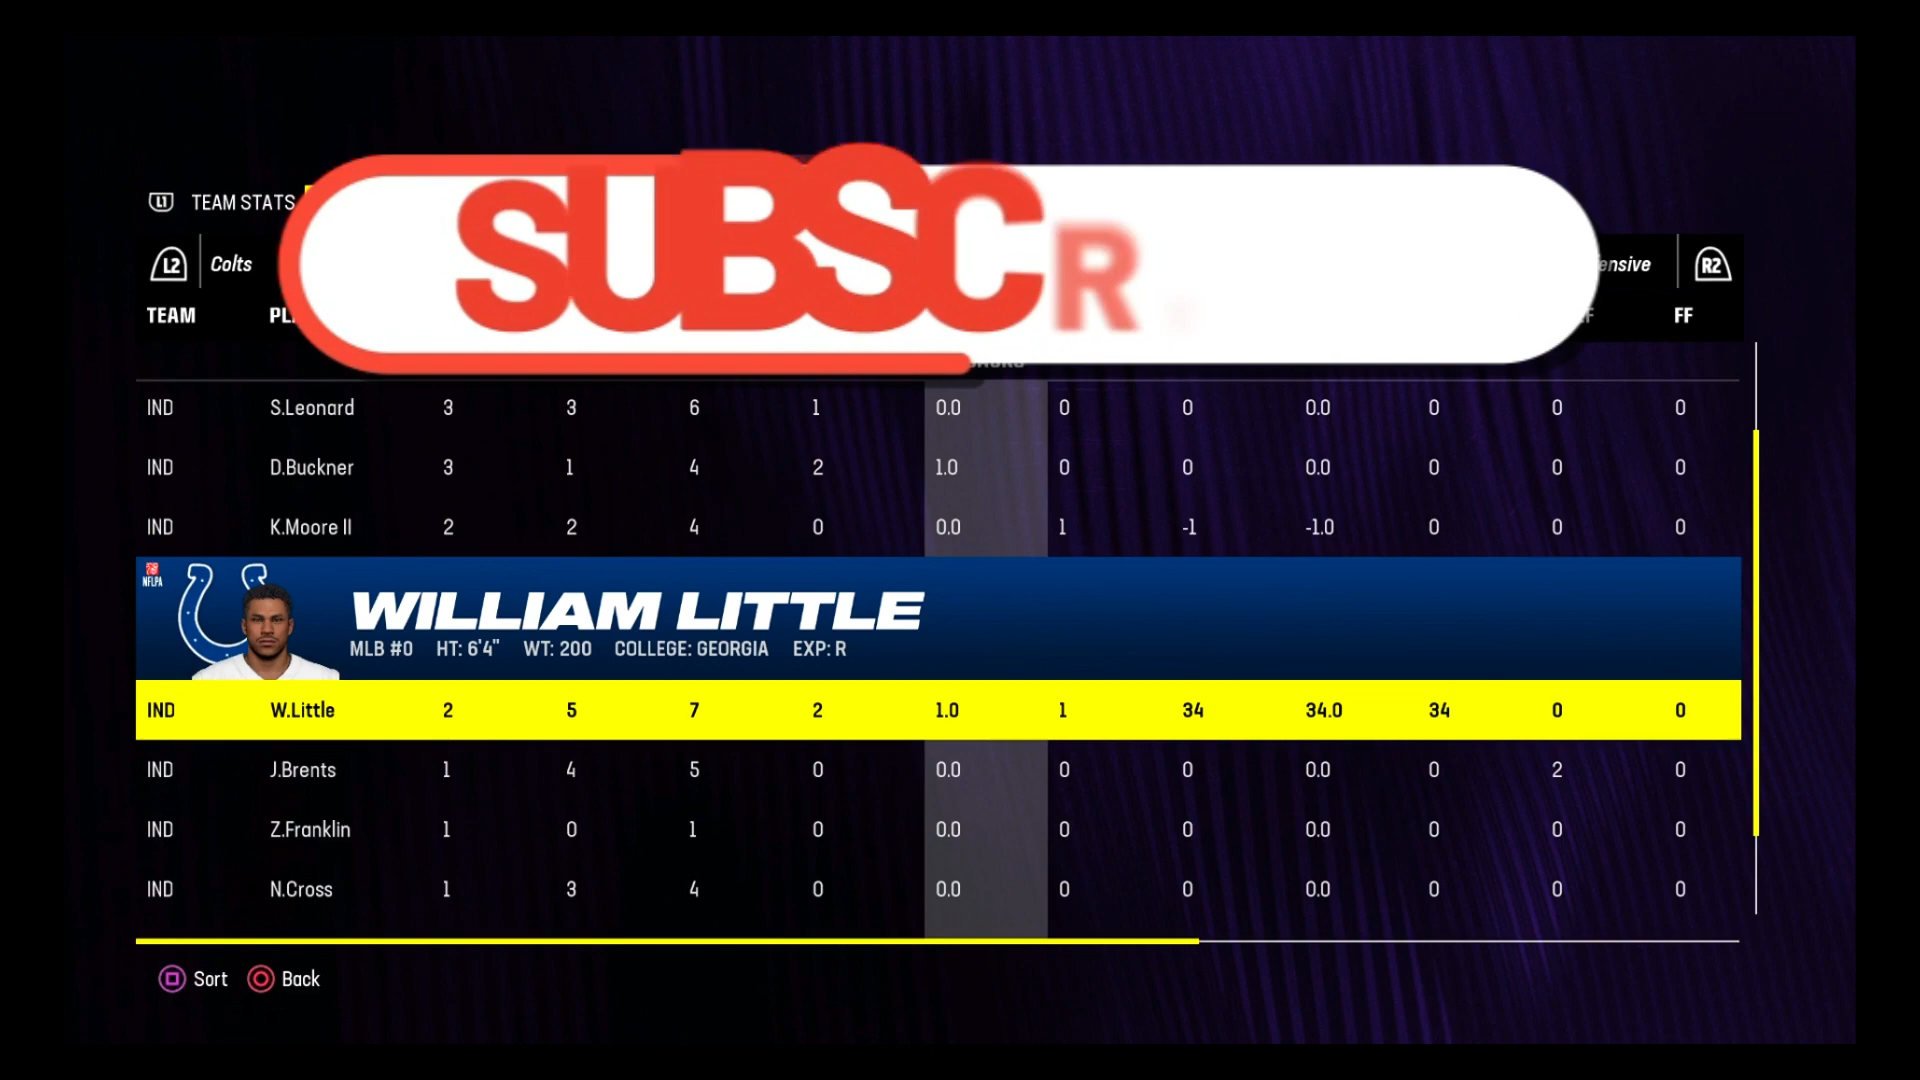 L1 TEAM STATS
SUBSCR
L2 Colts ensive R2
TEAM PL FF
IND S.Leonard 3 3 6 1 0.0 0 0 0.0 0 0 0
IND D.Buckner 3 1 4 2 1.0 0 0 0.0 0 0 0
IND K.Moore II 2 2 4 0 0.0 1 -1 -1.0 0 0 0
NFLPA
WILLIAM LITTLE
MLB #0 HT: 6'4" WT: 200 COLLEGE: GEORGIA EXP: R
IND W.Little 2 5 7 2 1.0 1 34 34.0 34 0 0
IND J.Brents 1 4 5 0 0.0 0 0 0.0 0 2 0
IND Z.Franklin 1 0 1 0 0.0 0 0 0.0 0 0 0
IND N.Cross 1 3 4 0 0.0 0 0 0.0 0 0 0
Sort Back